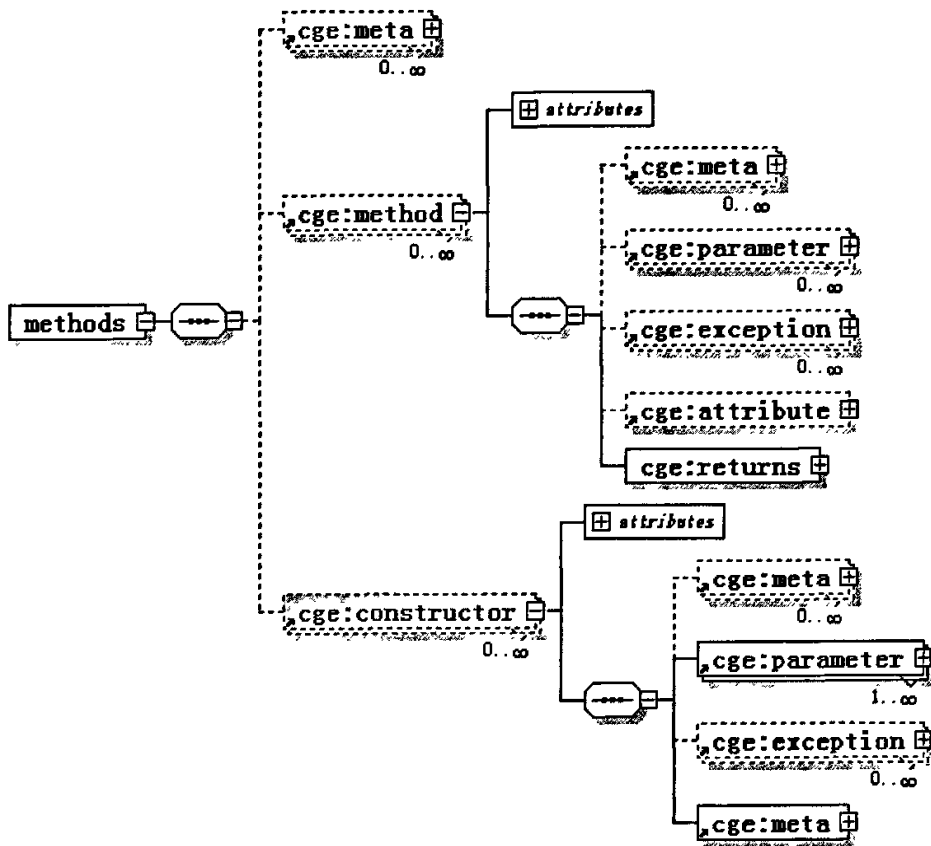 cge:meta
0..∞
attributes
cge:meta
0..∞
cge:method
0..∞
cge:parameter
0..∞
methods
cge:exception
0..∞
cge:attribute
cge:returns
attributes
cge:meta
0..∞
cge:constructor
0..∞
cge:parameter
1..∞
cge:exception
0..∞
cge:meta